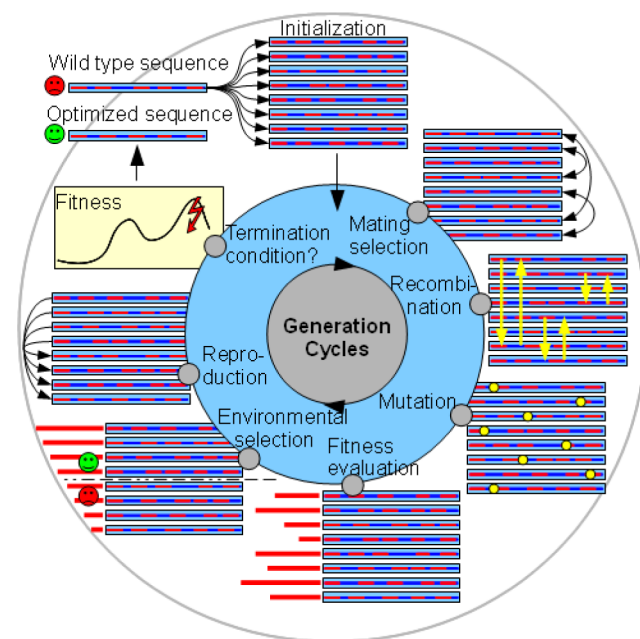 Initialization
Wild type sequence
Optimized sequence
Fitness
Termination
condition?
Mating
selection
Recombi-
nation
Generation
Cycles
Repro-
duction
Mutation
Environmental
selection
Fitness
evaluation